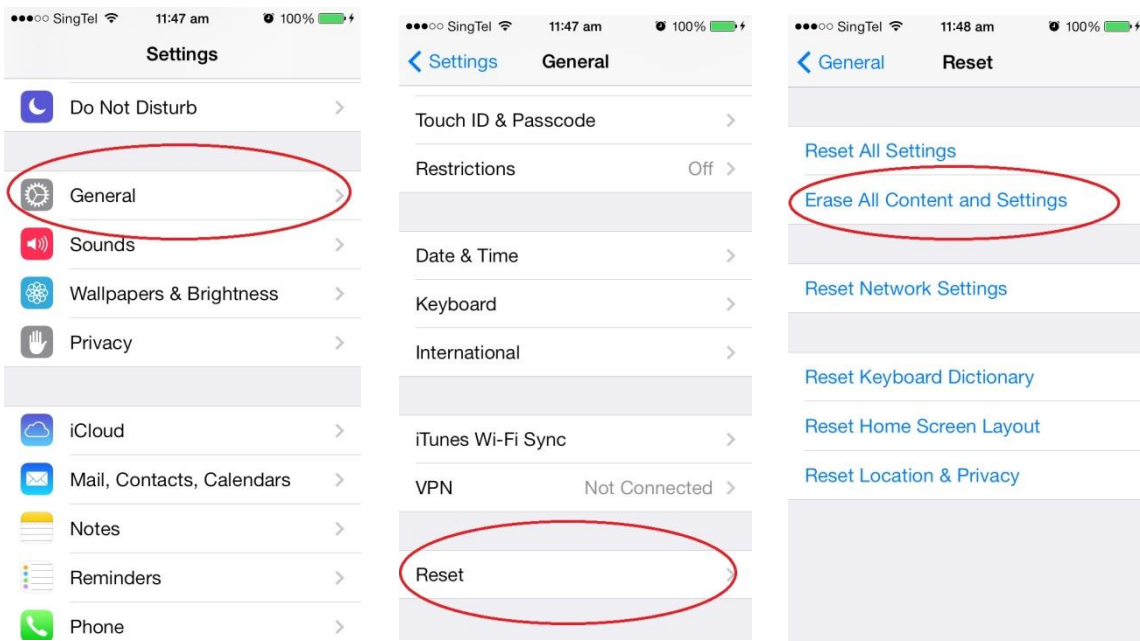 SingTel 11:47 am 100%
Settings
Do Not Disturb
General
Sounds
Wallpapers & Brightness
Privacy
iCloud
Mail, Contacts, Calendars
Notes
Reminders
Phone
SingTel 11:47 am 100%
Settings General
Touch ID & Passcode
Restrictions Off
Date & Time
Keyboard
International
iTunes Wi-Fi Sync
VPN Not Connected
Reset
SingTel 11:48 am 100%
General Reset
Reset All Settings
Erase All Content and Settings
Reset Network Settings
Reset Keyboard Dictionary
Reset Home Screen Layout
Reset Location & Privacy